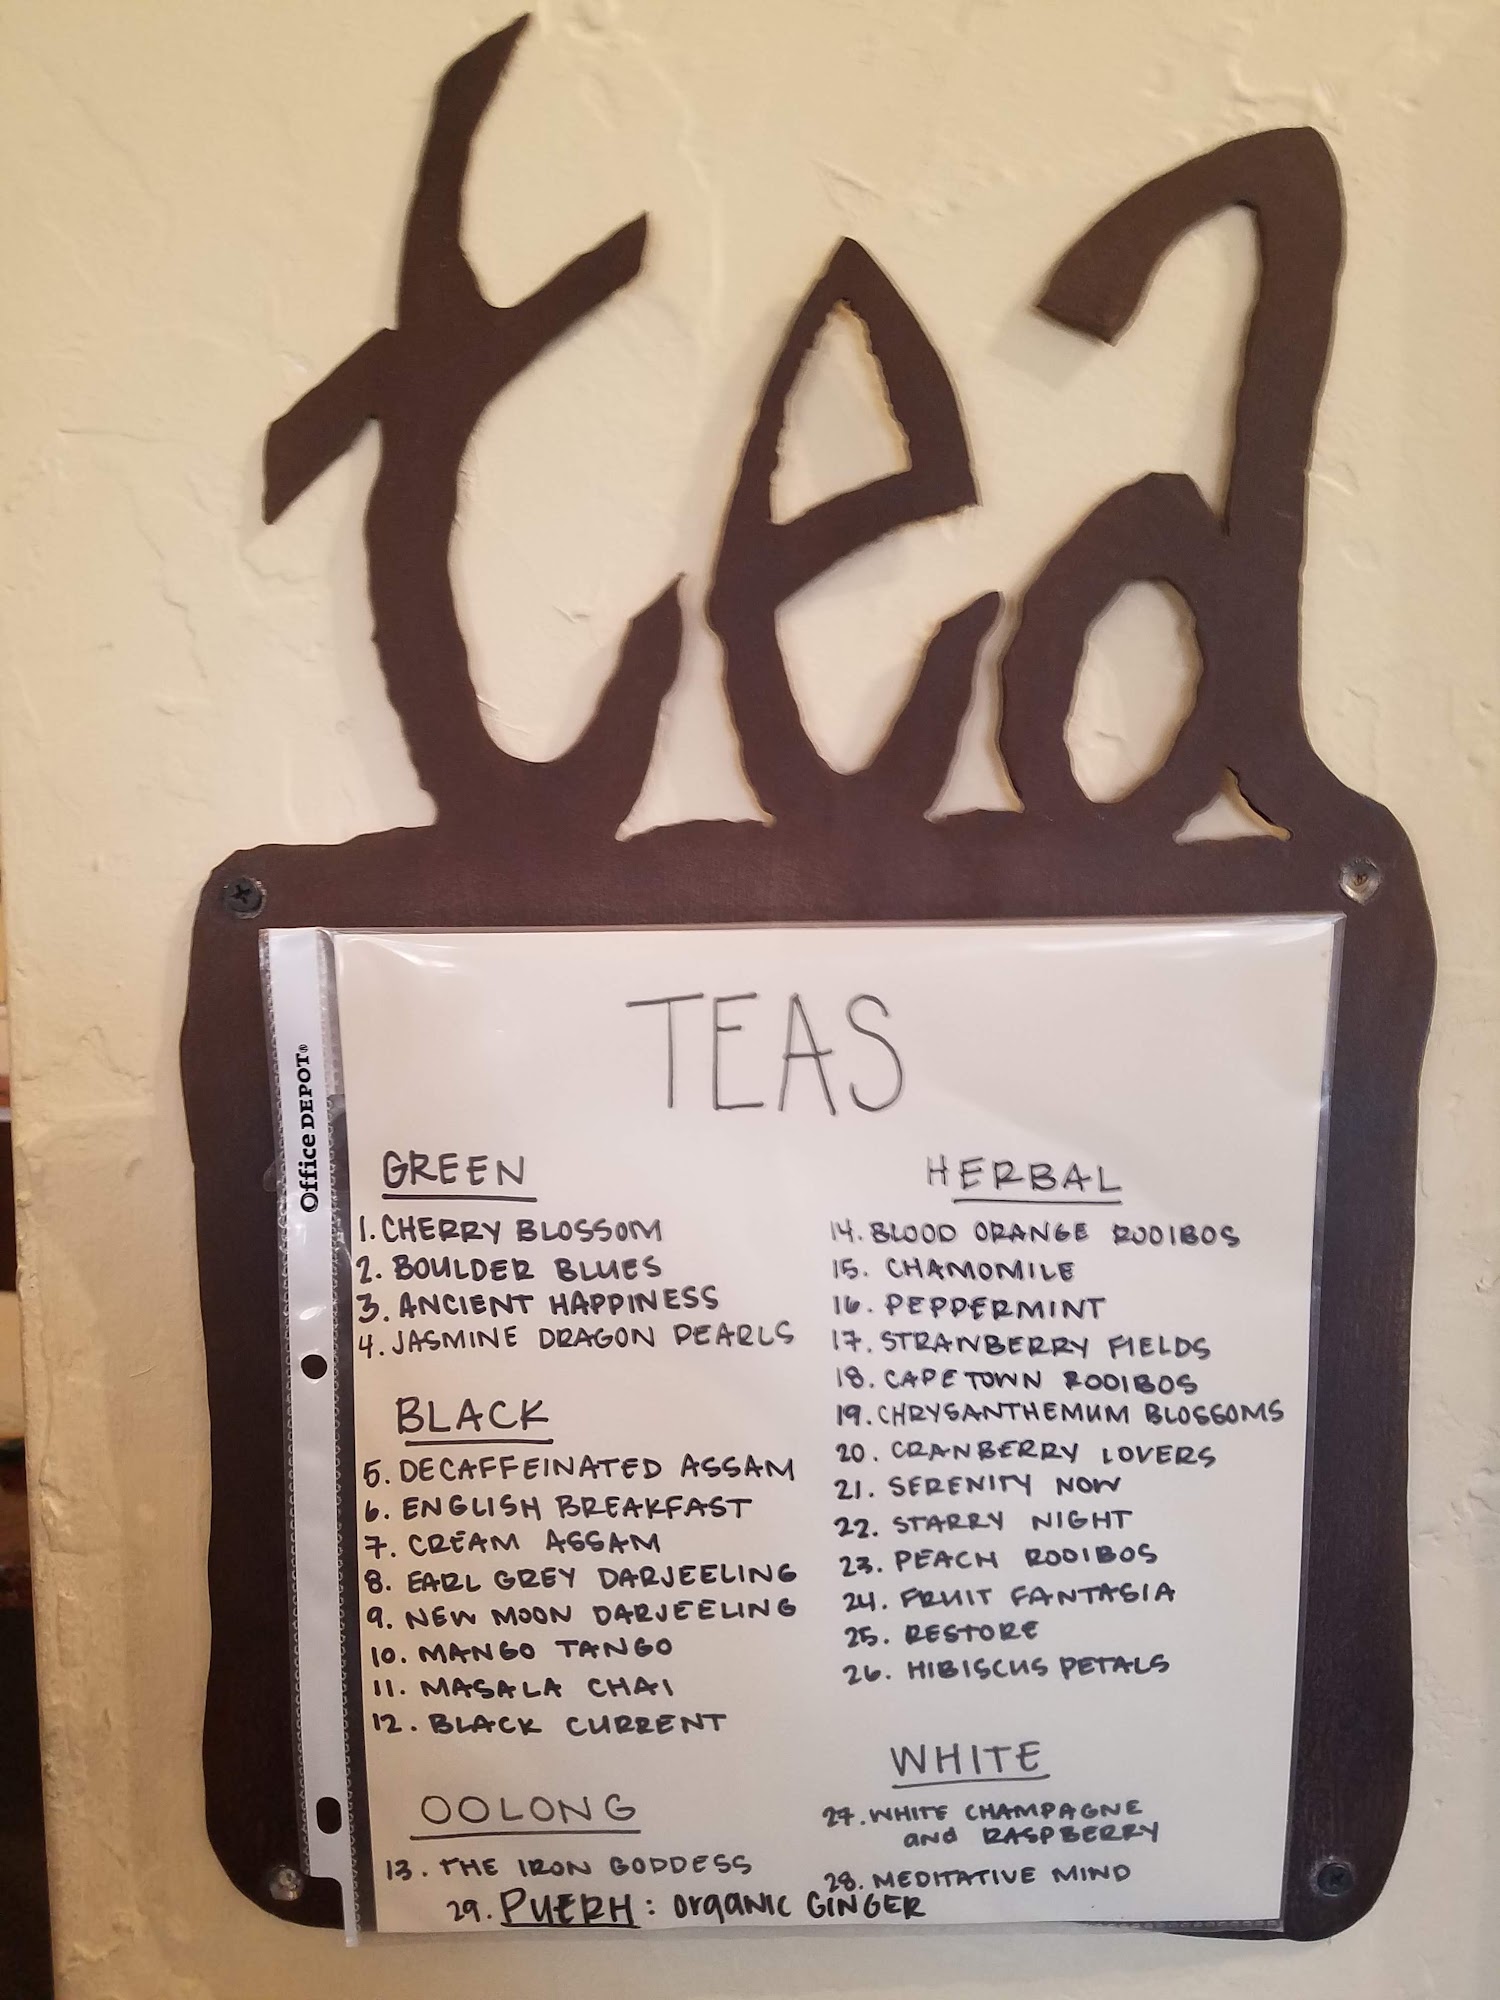 tea
Office DEPOT®
TEAS
GREEN
1. CHERRY BLOSSOM
2. BOULDER BLUES
3. ANCIENT HAPPINESS
4. JASMINE DRAGON PEARLS
BLACK
5. DECAFFEINATED ASSAM
6. ENGLISH BREAKFAST
7. CREAM ASSAM
8. EARL GREY DARJEELING
9. NEW MOON DARJEELING
10. MANGO TANGO
11. MASALA CHAI
12. BLACK CURRENT
OOLONG
13. THE IRON GODDESS
HERBAL
14. BLOOD ORANGE ROOIBOS
15. CHAMOMILE
16. PEPPERMINT
17. STRANBERRY FIELDS
18. CAPETOWN ROOIBOS
19. CHRYSANTHEMUM BLOSSOMS
20. CRANBERRY LOVERS
21. SERENITY NOW
22. STARRY NIGHT
23. PEACH ROOIBOS
24. FRUIT FANTASIA
25. RESTORE
26. HIBISCUS PETALS
WHITE
27. WHITE CHAMPAGNE
and RASPBERRY
28. MEDITATIVE MIND
29. PUERH: organic GINGER